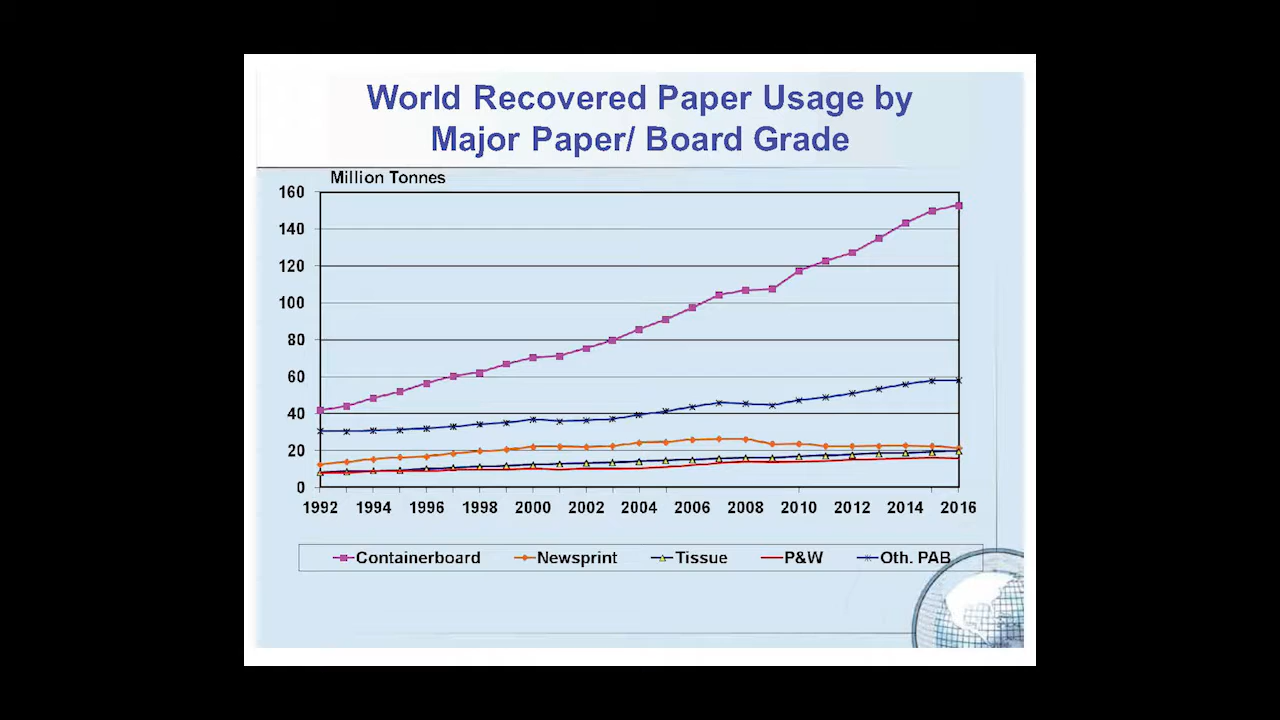 World Recovered Paper Usage by
Major Paper/ Board Grade
Million Tonnes
160
140
120
100
80
60
40
20
0
1992 1994 1996 1998 2000 2002 2004 2006 2008 2010 2012 2014 2016
Containerboard Newsprint Tissue P&W Oth. PAB